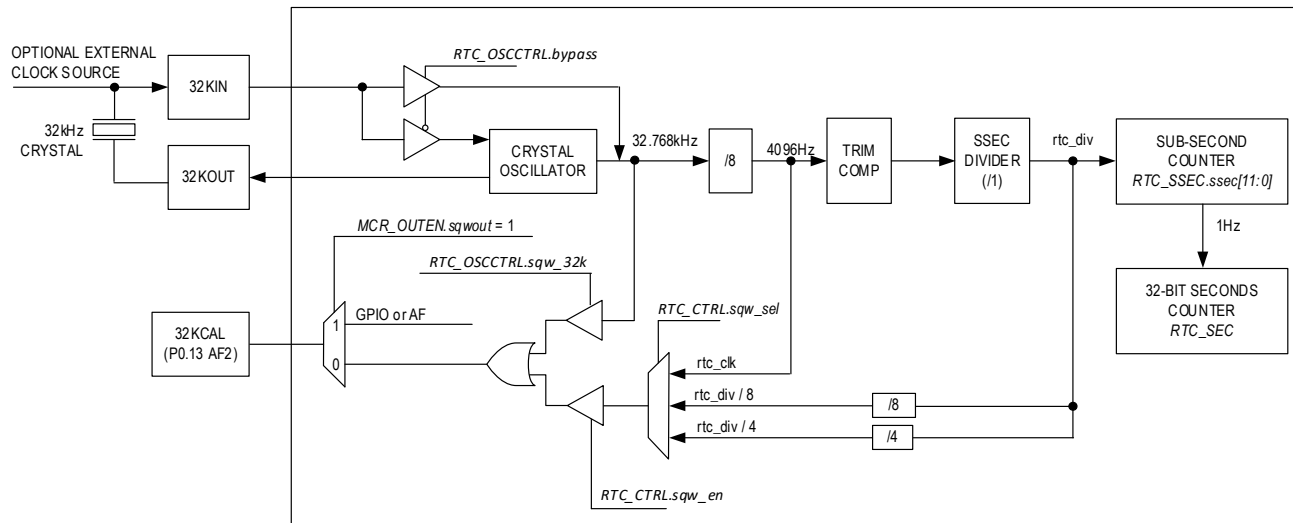 OPTIONAL EXTERNAL
CLOCK SOURCE
32KIN
32kHz
CRYSTAL
32KOUT
RTC_OSCCTRL.bypass
CRYSTAL
OSCILLATOR
32.768kHz
/8
4096Hz
TRIM
COMP
SSEC
DIVIDER
(/1)
rtc_div
SUB-SECOND
COUNTER
RTC_SSEC.ssec[11:0]
1Hz
32-BIT SECONDS
COUNTER
RTC_SEC
MCR_OUTEN.sqwout = 1
RTC_OSCCTRL.sqw_32k
32KCAL
(P0.13 AF2)
1
GPIO or AF
0
RTC_CTRL.sqw_sel
rtc_clk
rtc_div / 8
/8
rtc_div / 4
/4
RTC_CTRL.sqw_en